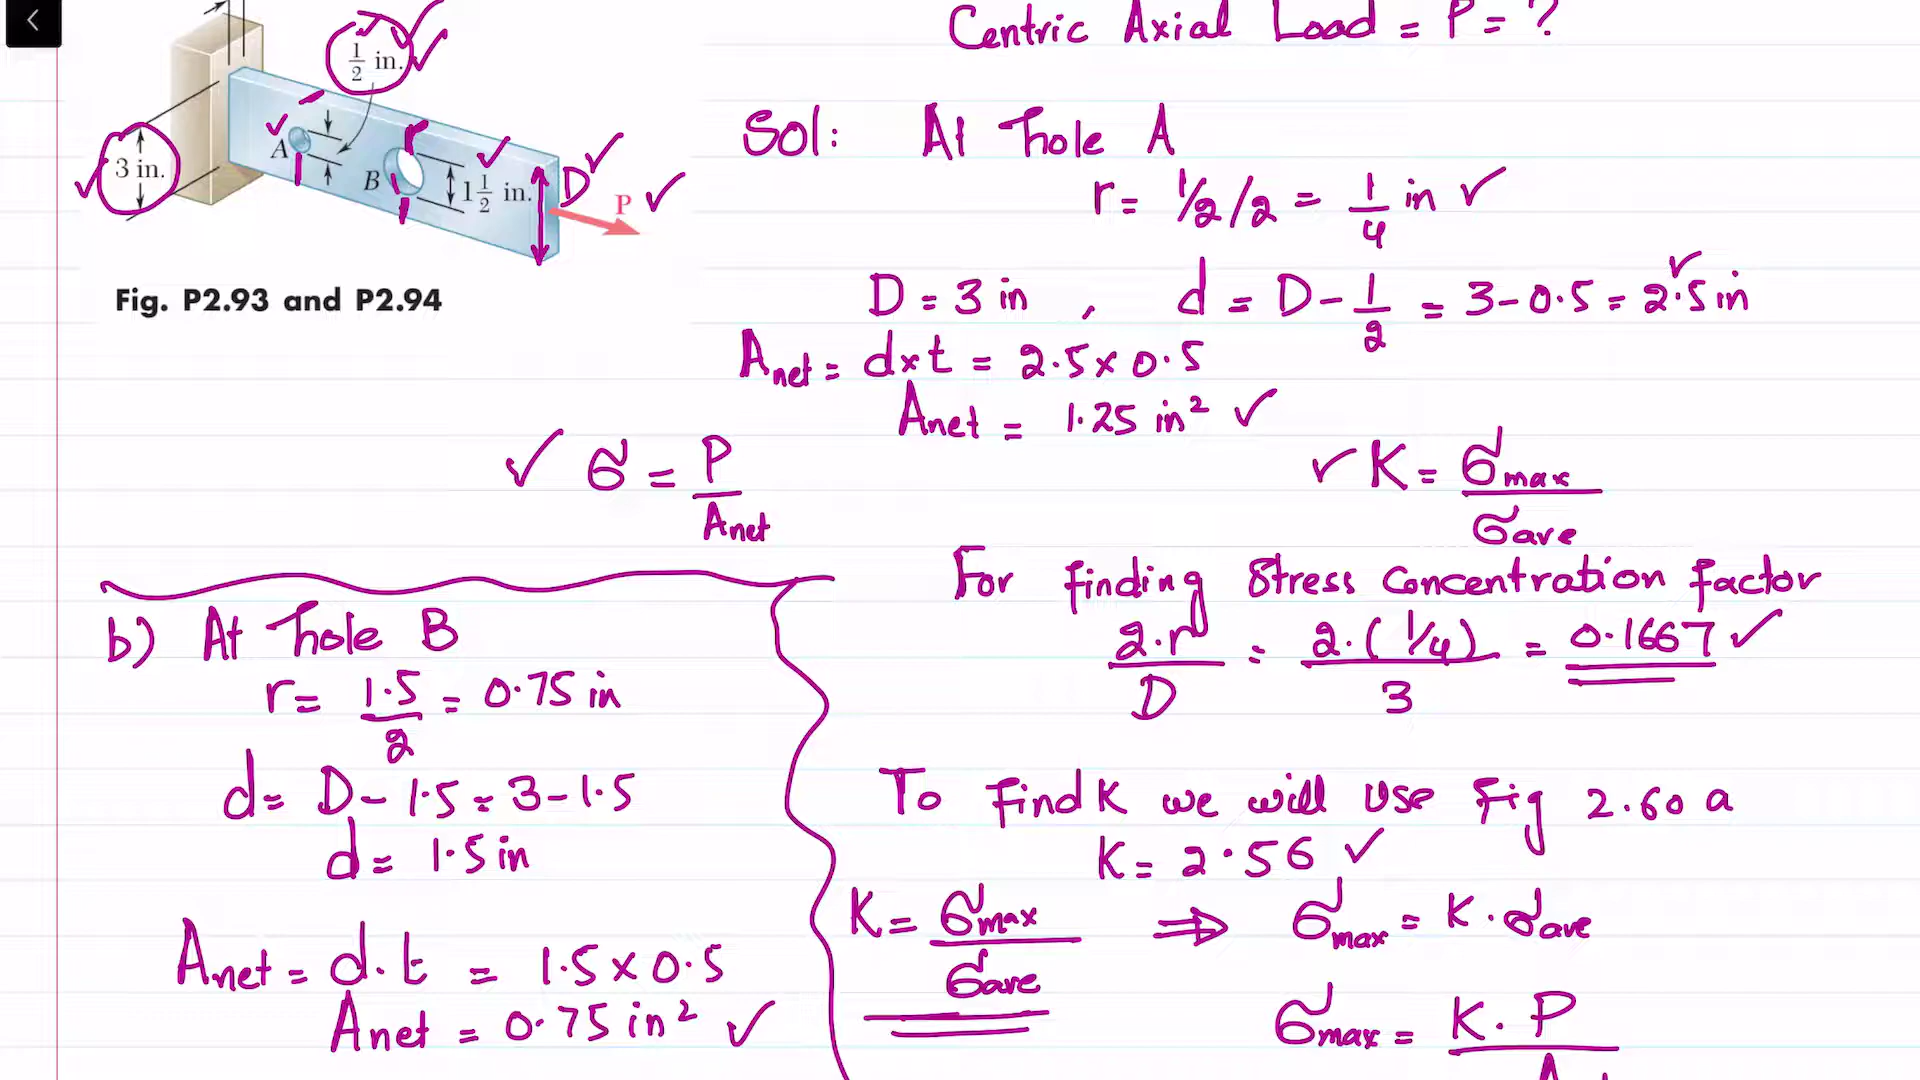 Centric Axial Load = P = ?
1/2 in.
3 in.
A
B
1 1/2 in.
D
P
Fig. P2.93 and P2.94
Sol: At hole A
r = 1/2/2 = 1/4 in ✓
D = 3 in , d = D - 1/2 = 3 - 0.5 = 2.5 in
Anet = d x t = 2.5 x 0.5
Anet = 1.25 in² ✓
✓ σ = P/Anet
✓ K = σmax/σave
For finding Stress Concentration factor
2.r/D = 2.(1/4)/3 = 0.1667 ✓
To Find K we will Use Fig 2.60 a
K = 2.56 ✓
K = σmax/σave ⇒ σmax = K . σave
σmax = K . P
b) At hole B
r = 1.5/2 = 0.75 in
d = D - 1.5 = 3 - 1.5
d = 1.5 in
Anet = d . t = 1.5 x 0.5
Anet = 0.75 in² ✓